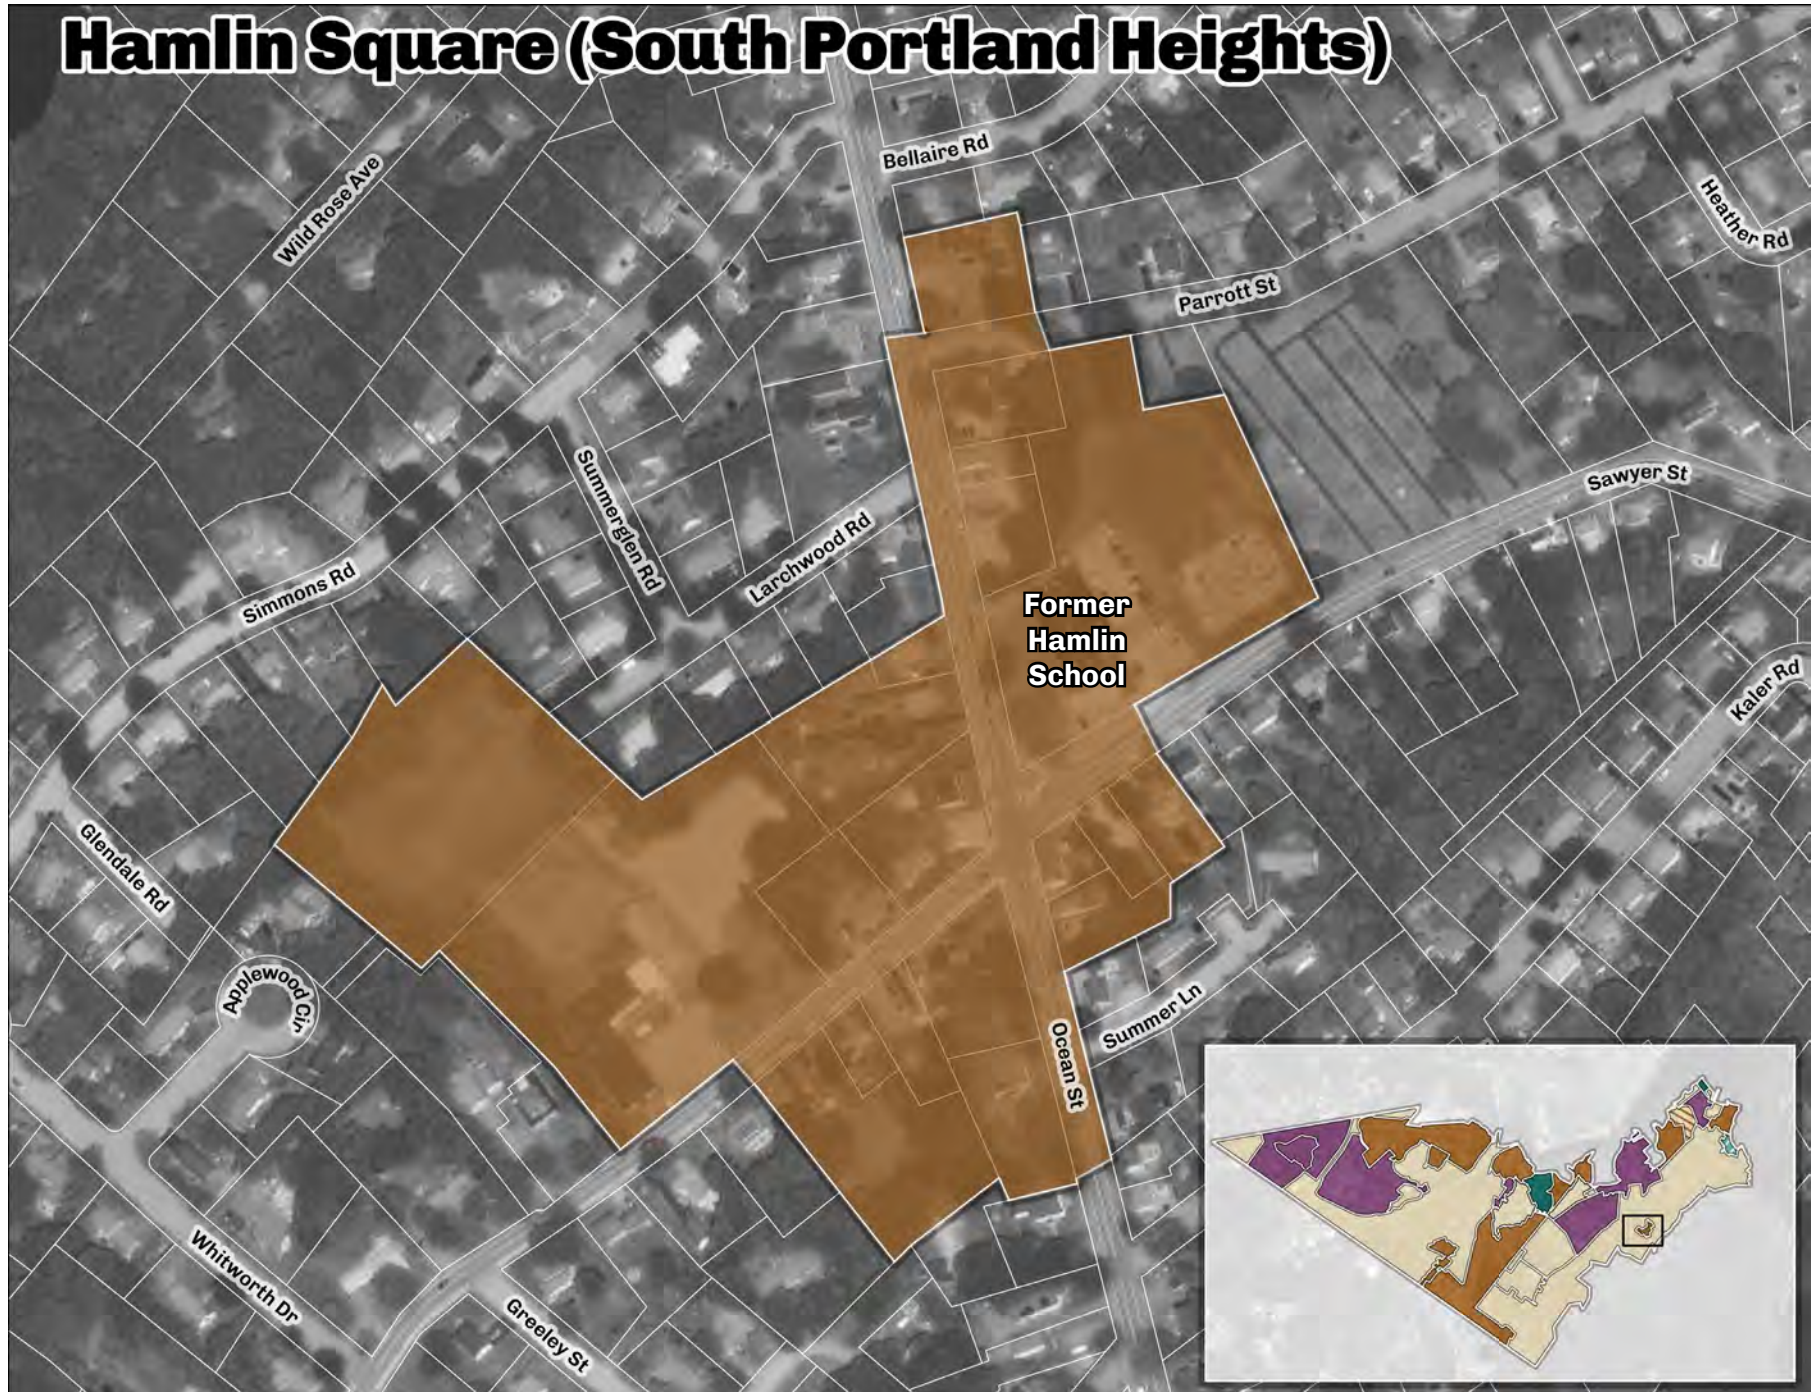 Hamlin Square (South Portland Heights)
Bellaire Rd
Wild Rose Ave
Heather Rd
Parrott St
Sawyer St
Summerglen Rd
Larchwood Rd
Simmons Rd
Former
Hamlin
School
Kaler Rd
Glendale Rd
Applewood Cir
Summer Ln
Ocean St
Whitworth Dr
Greeley St